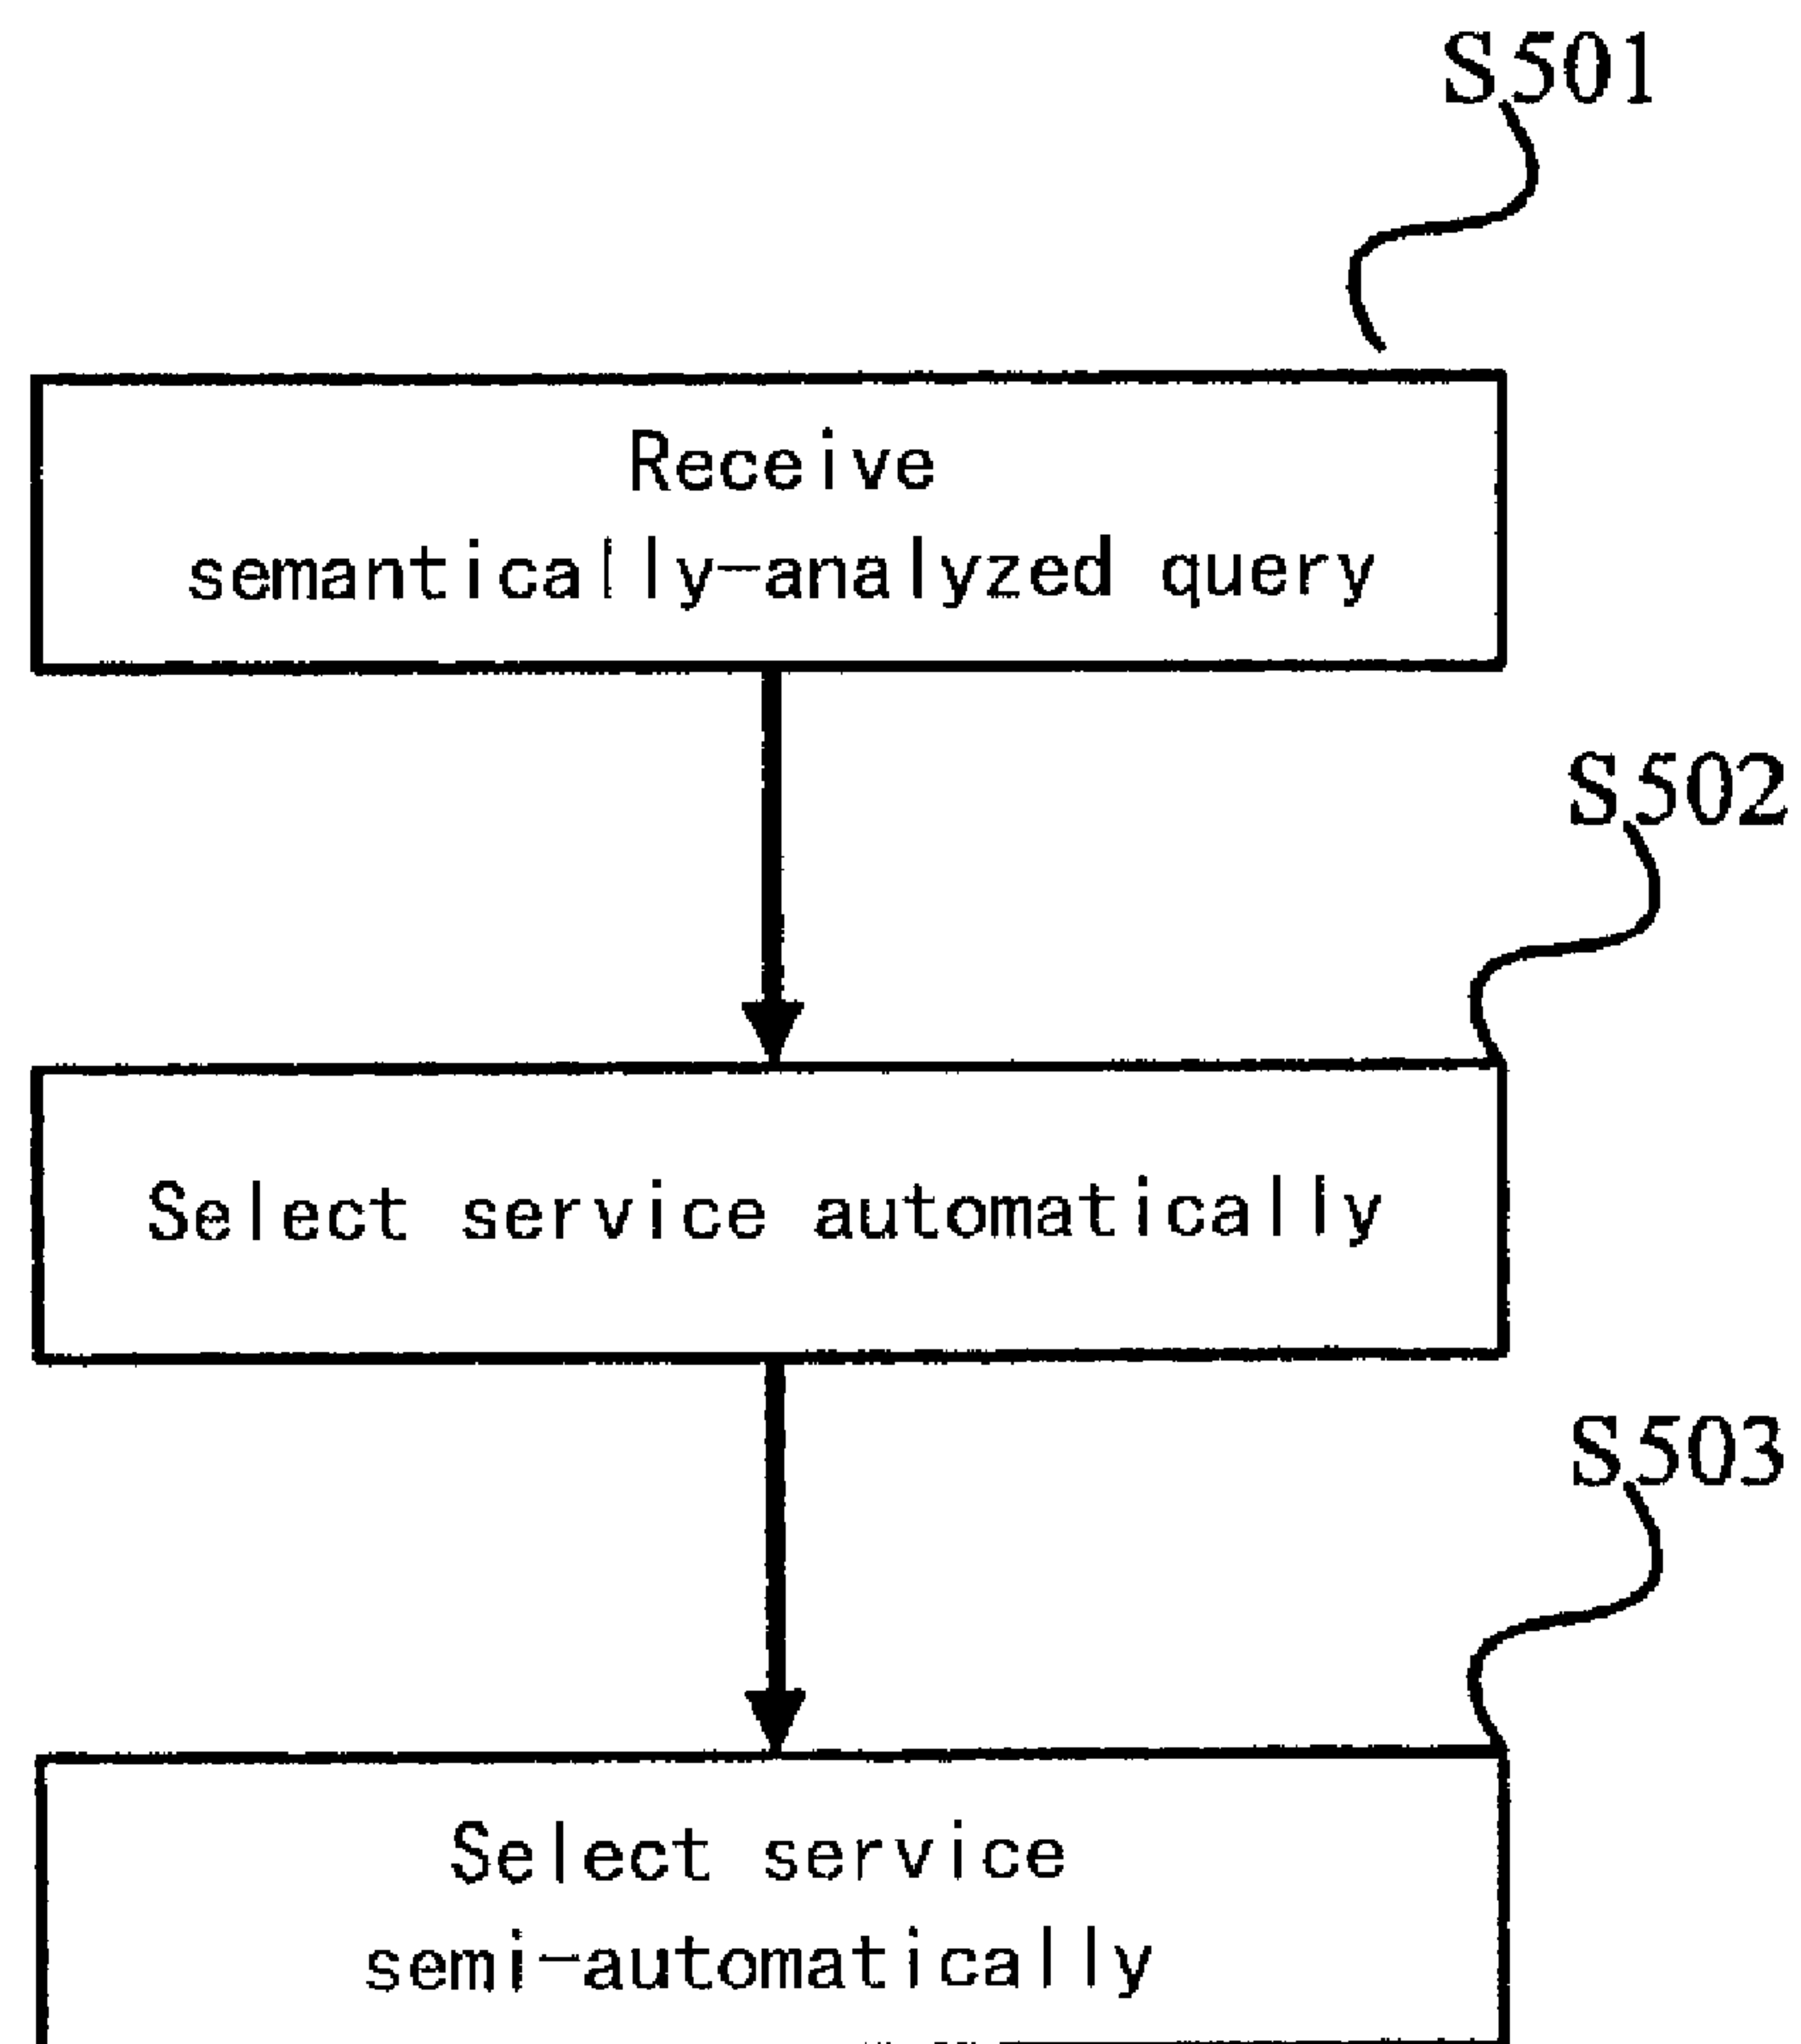 S501
Receive
semantically-analyzed query
S502
Select service automatically
S503
Select service
semi-automatically